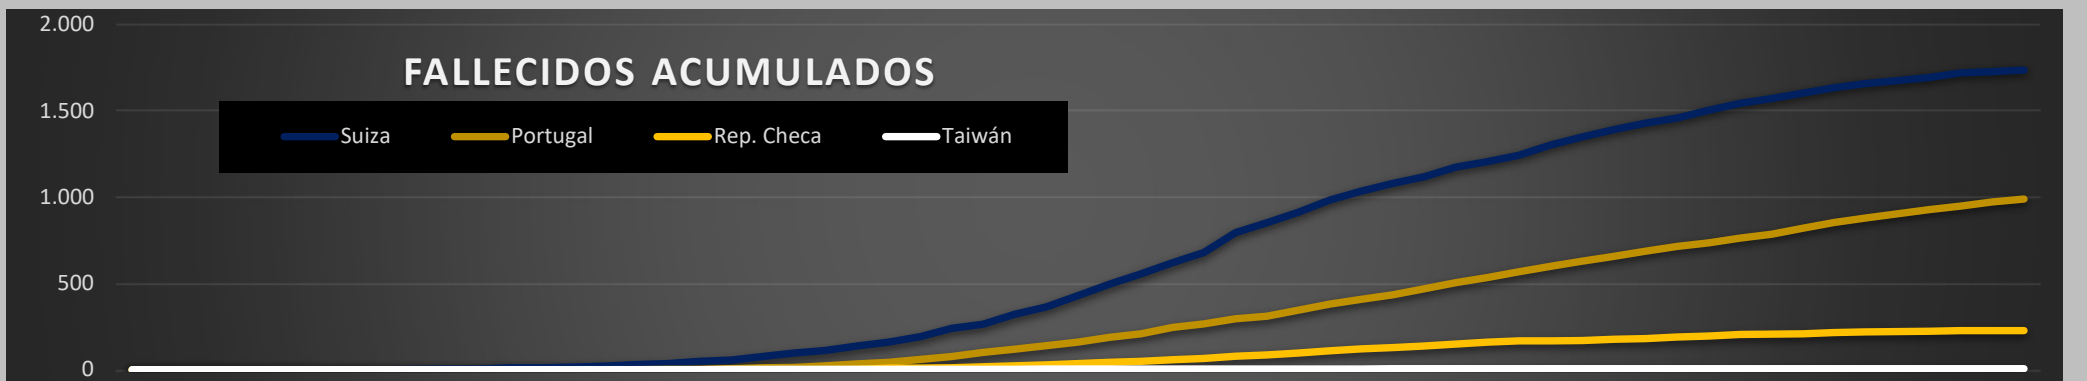 2.000
FALLECIDOS ACUMULADOS
1.500
Suiza Portugal Rep. Checa Taiwán
1.000
500
0